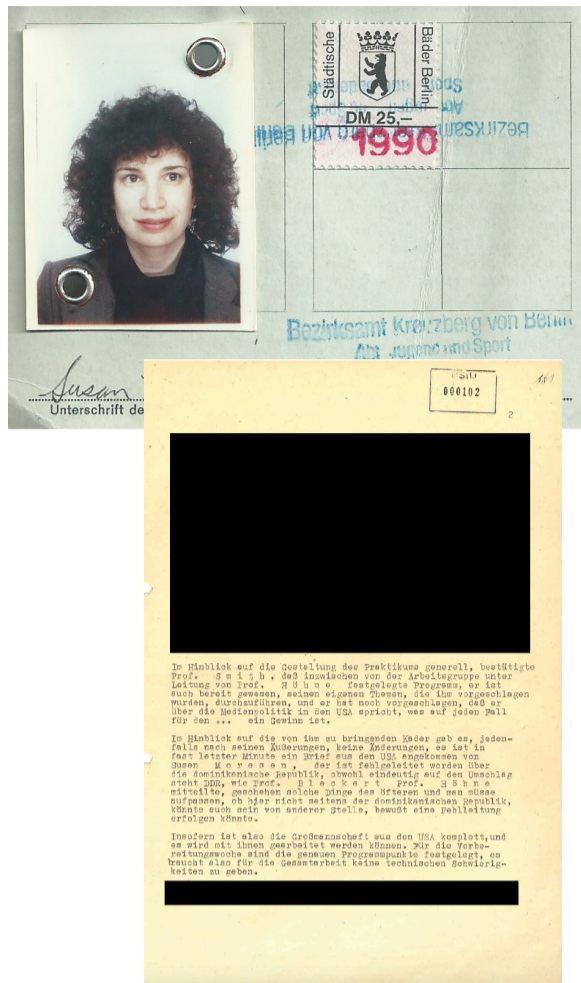 Städtische
Bäder Berlin
DM 25,—
1990
Bezirksamt Kreuzberg von Berlin
Abt. Jugend und Sport
Susan
Unterschrift de
000102
181
2
Im Hinblick auf die Gestaltung des Praktikums generell, bestätigte
Prof. S m i t h , daß inzwischen von der Arbeitsgruppe unter
Leitung von Prof. H ö h n e festgelegte Programm, er ist
auch bereit gewesen, seinen eigenen Themen, die ihm vorgeschlagen
wurden, durchzuführen, und er hat noch vorgeschlagen, daß er
über die Medienpolitik in den USA spricht, was auf jeden Fall
für den ... ein Gewinn ist.
Im Hinblick auf die von ihm zu bringenden Kader gab es, jeden-
falls nach seinen Äußerungen, keine Änderungen, es ist in
fast letzter Minute ein Brief aus den USA angekommen von
Susan M o r e s e n , der ist fehlgeleitet worden über
die dominikanische Republik, obwohl eindeutig auf den Umschlag
steht DDR, wie Prof. B l e c k e r t Prof. H ö h n e
mitteilte, geschehen solche Dinge des öfteren und man müsse
aufpassen, ob hier nicht seitens der dominikanischen Republik,
könnte auch sein von anderer Stelle, bewußt eine Fehlleitung
erfolgen könnte.
Insofern ist also die Großmannschaft aus den USA komplett,und
es wird mit ihnen gearbeitet werden können. Für die Vorbe-
reitungswoche sind die genauen Programmpunkte festgelegt, es
braucht also für die Gesamtarbeit keine technischen Schwierig-
keiten zu geben.